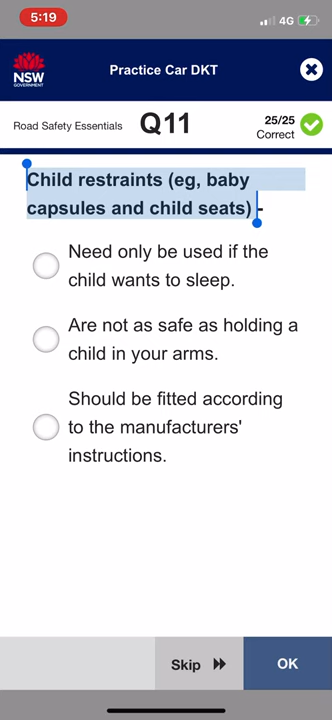 5:19
4G
NSW
GOVERNMENT
Practice Car DKT
Road Safety Essentials
Q11
25/25
Correct
Child restraints (eg, baby
capsules and child seats) -
Need only be used if the
child wants to sleep.
Are not as safe as holding a
child in your arms.
Should be fitted according
to the manufacturers'
instructions.
Skip
OK